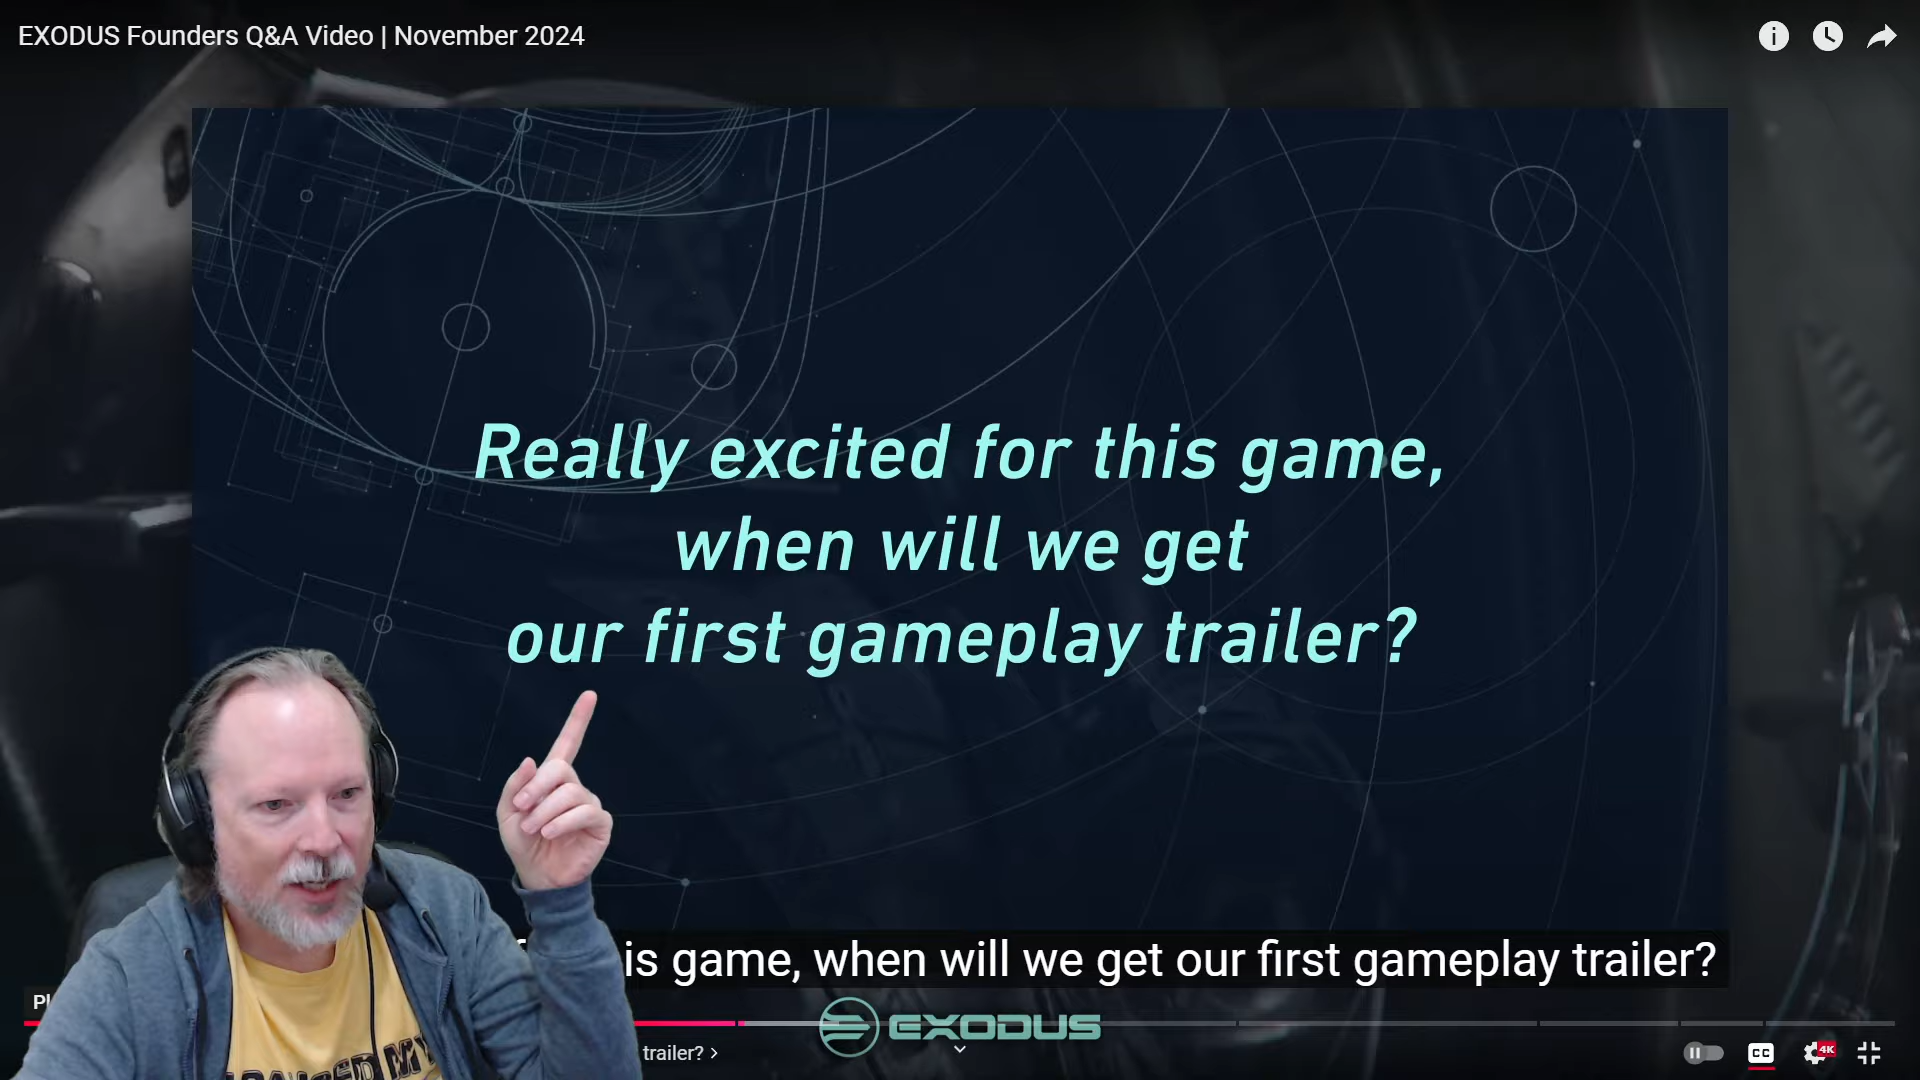 EXODUS Founders Q&A Video | November 2024
Really excited for this game,
when will we get
our first gameplay trailer?
is game, when will we get our first gameplay trailer?
EXODUS
trailer? >
CC
4K